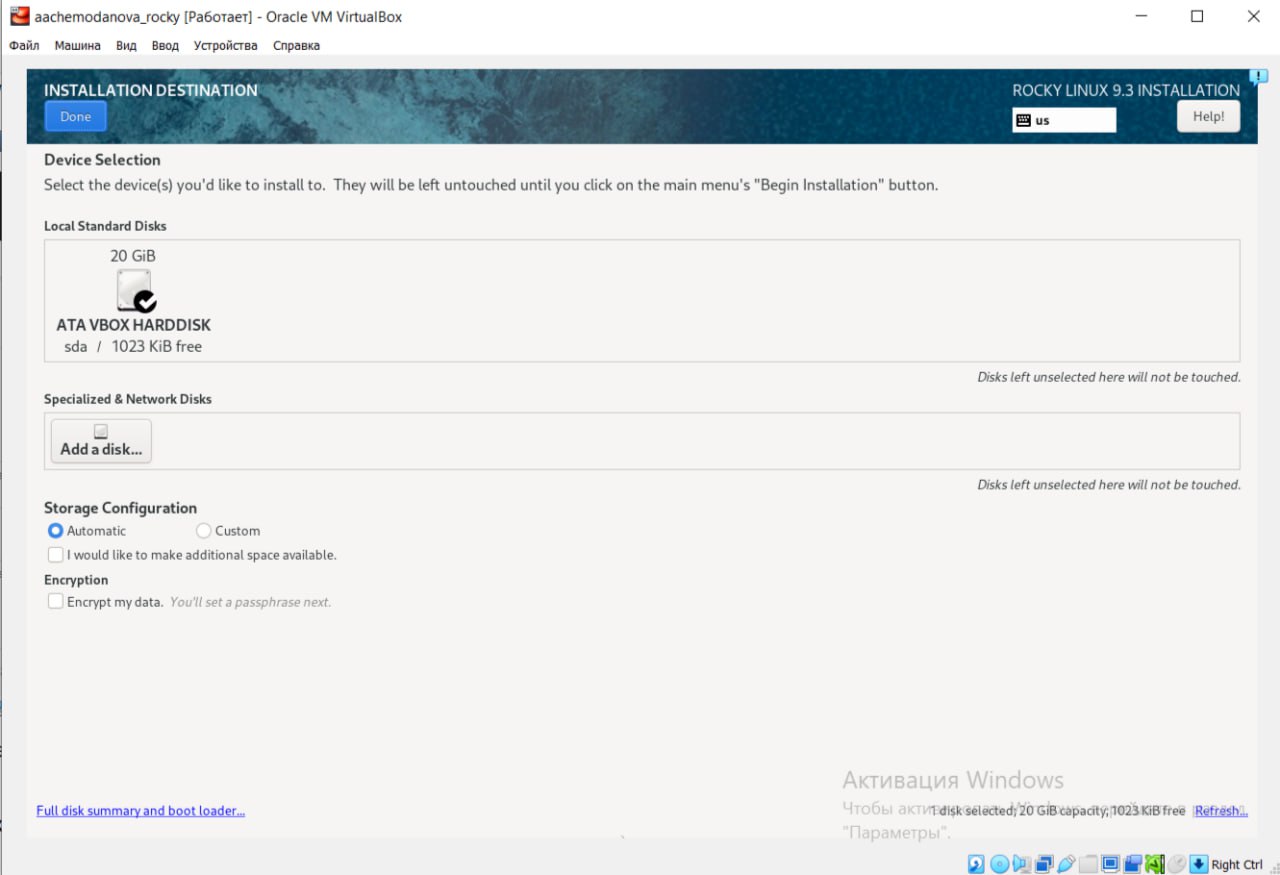 aachemodanova_rocky [Работает] - Oracle VM VirtualBox
Файл Машина Вид Ввод Устройства Справка
INSTALLATION DESTINATION
ROCKY LINUX 9.3 INSTALLATION
Done
us
Help!
Device Selection
Select the device(s) you'd like to install to. They will be left untouched until you click on the main menu's "Begin Installation" button.
Local Standard Disks
20 GiB
ATA VBOX HARDDISK
sda / 1023 KiB free
Disks left unselected here will not be touched.
Specialized & Network Disks
Add a disk...
Disks left unselected here will not be touched.
Storage Configuration
Automatic Custom
I would like to make additional space available.
Encryption
Encrypt my data. You'll set a passphrase next.
Активация Windows
Чтобы
Full disk summary and boot loader...
1 disk selected; 20 GiB capacity; 1023 KiB free Refresh...
"Параметры".
Right Ctrl